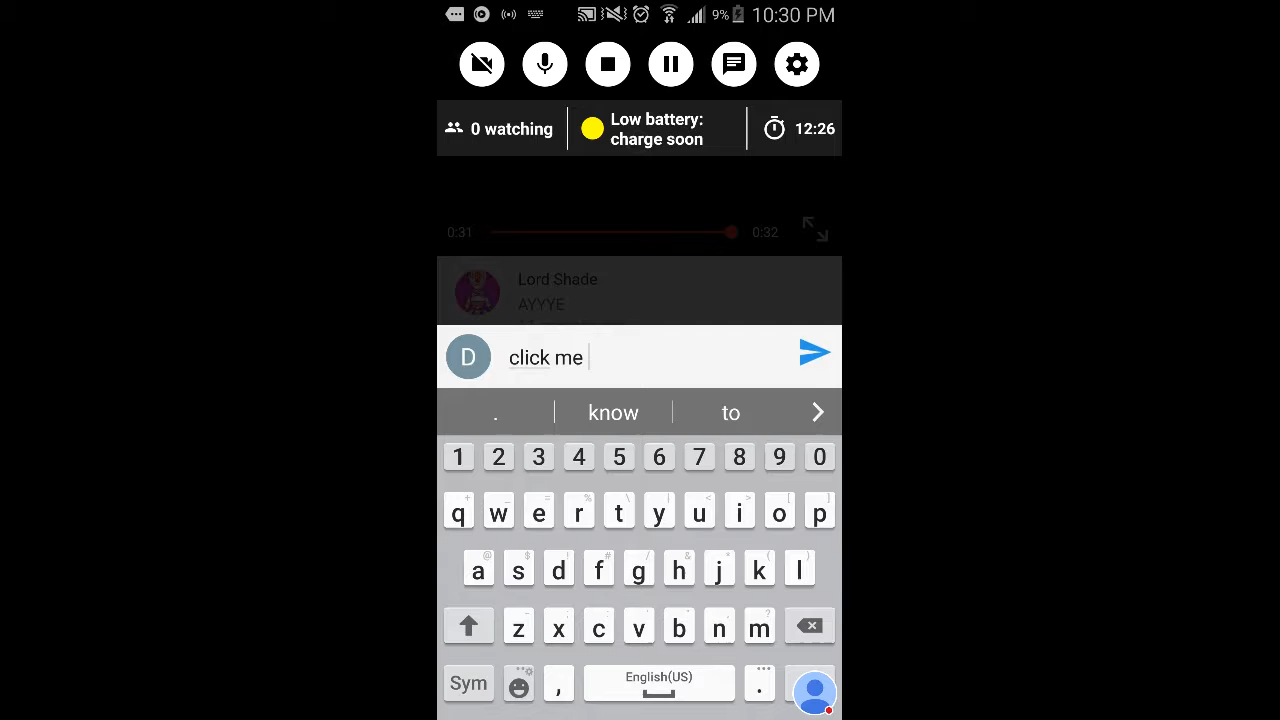 9% 10:30 PM
0 watching
Low battery:
charge soon
12:26
0:31 0:32
Lord Shade
AYYYE
D click me
. know to
1 2 3 4 5 6 7 8 9 0
q w e r t y u i o p
a s d f g h j k l
z x c v b n m
Sym , English(US) .